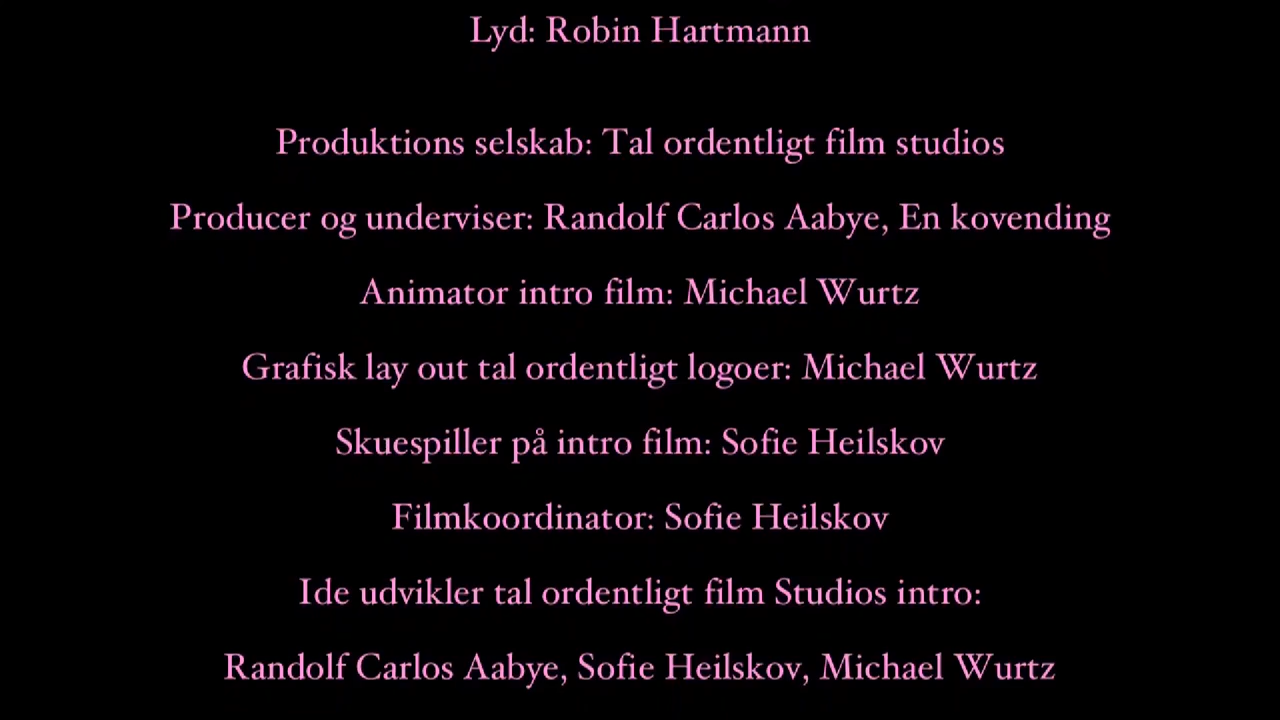 Lyd: Robin Hartmann
Produktions selskab: Tal ordentligt film studios
Producer og underviser: Randolf Carlos Aabye, En kovending
Animator intro film: Michael Wurtz
Grafisk lay out tal ordentligt logoer: Michael Wurtz
Skuespiller på intro film: Sofie Heilskov
Filmkoordinator: Sofie Heilskov
Ide udvikler tal ordentligt film Studios intro:
Randolf Carlos Aabye, Sofie Heilskov, Michael Wurtz